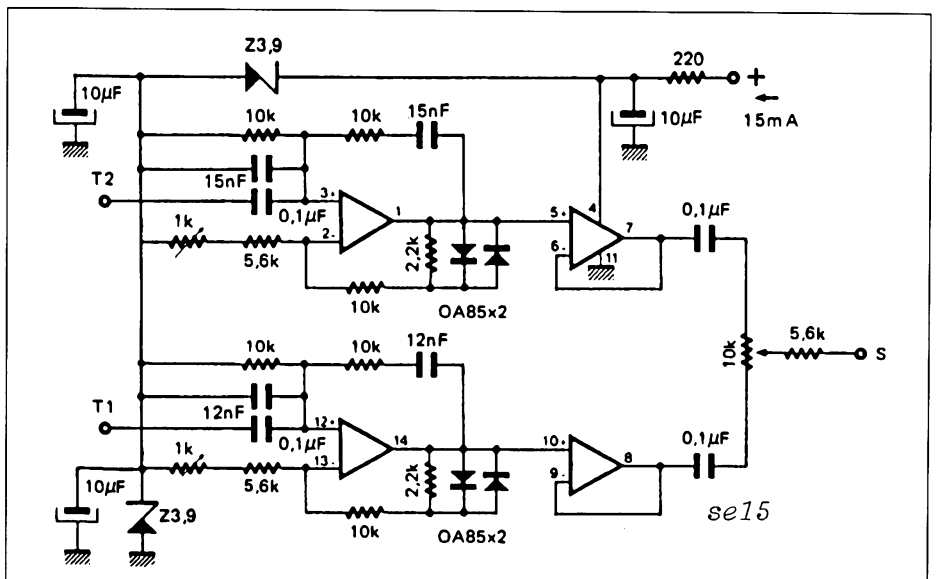 Z3,9
220
+
10µF
10k
10k
15nF
10µF
15mA
T2
15nF
0,1µF
3+
1
5+
4
7
0,1µF
1k
5,6k
2-
2,2k
6-
11
10k
OA85x2
10k
10k
12nF
10k
5,6k
S
T1
12nF
0,1µF
12+
14
10+
8
0,1µF
1k
5,6k
13-
2,2k
9-
10µF
Z3,9
10k
OA85x2
se15